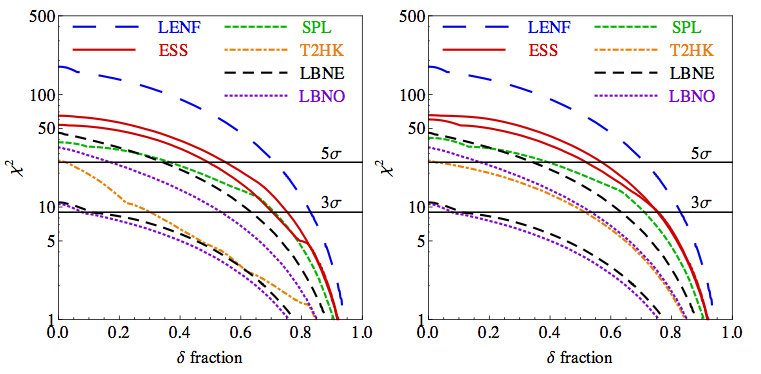 LENF SPL
ESS T2HK
LBNE
LBNO
5σ
3σ
500
100
50
10
5
1
χ²
0.0 0.2 0.4 0.6 0.8 1.0
δ fraction
LENF SPL
ESS T2HK
LBNE
LBNO
5σ
3σ
500
100
50
10
5
1
χ²
0.0 0.2 0.4 0.6 0.8 1.0
δ fraction